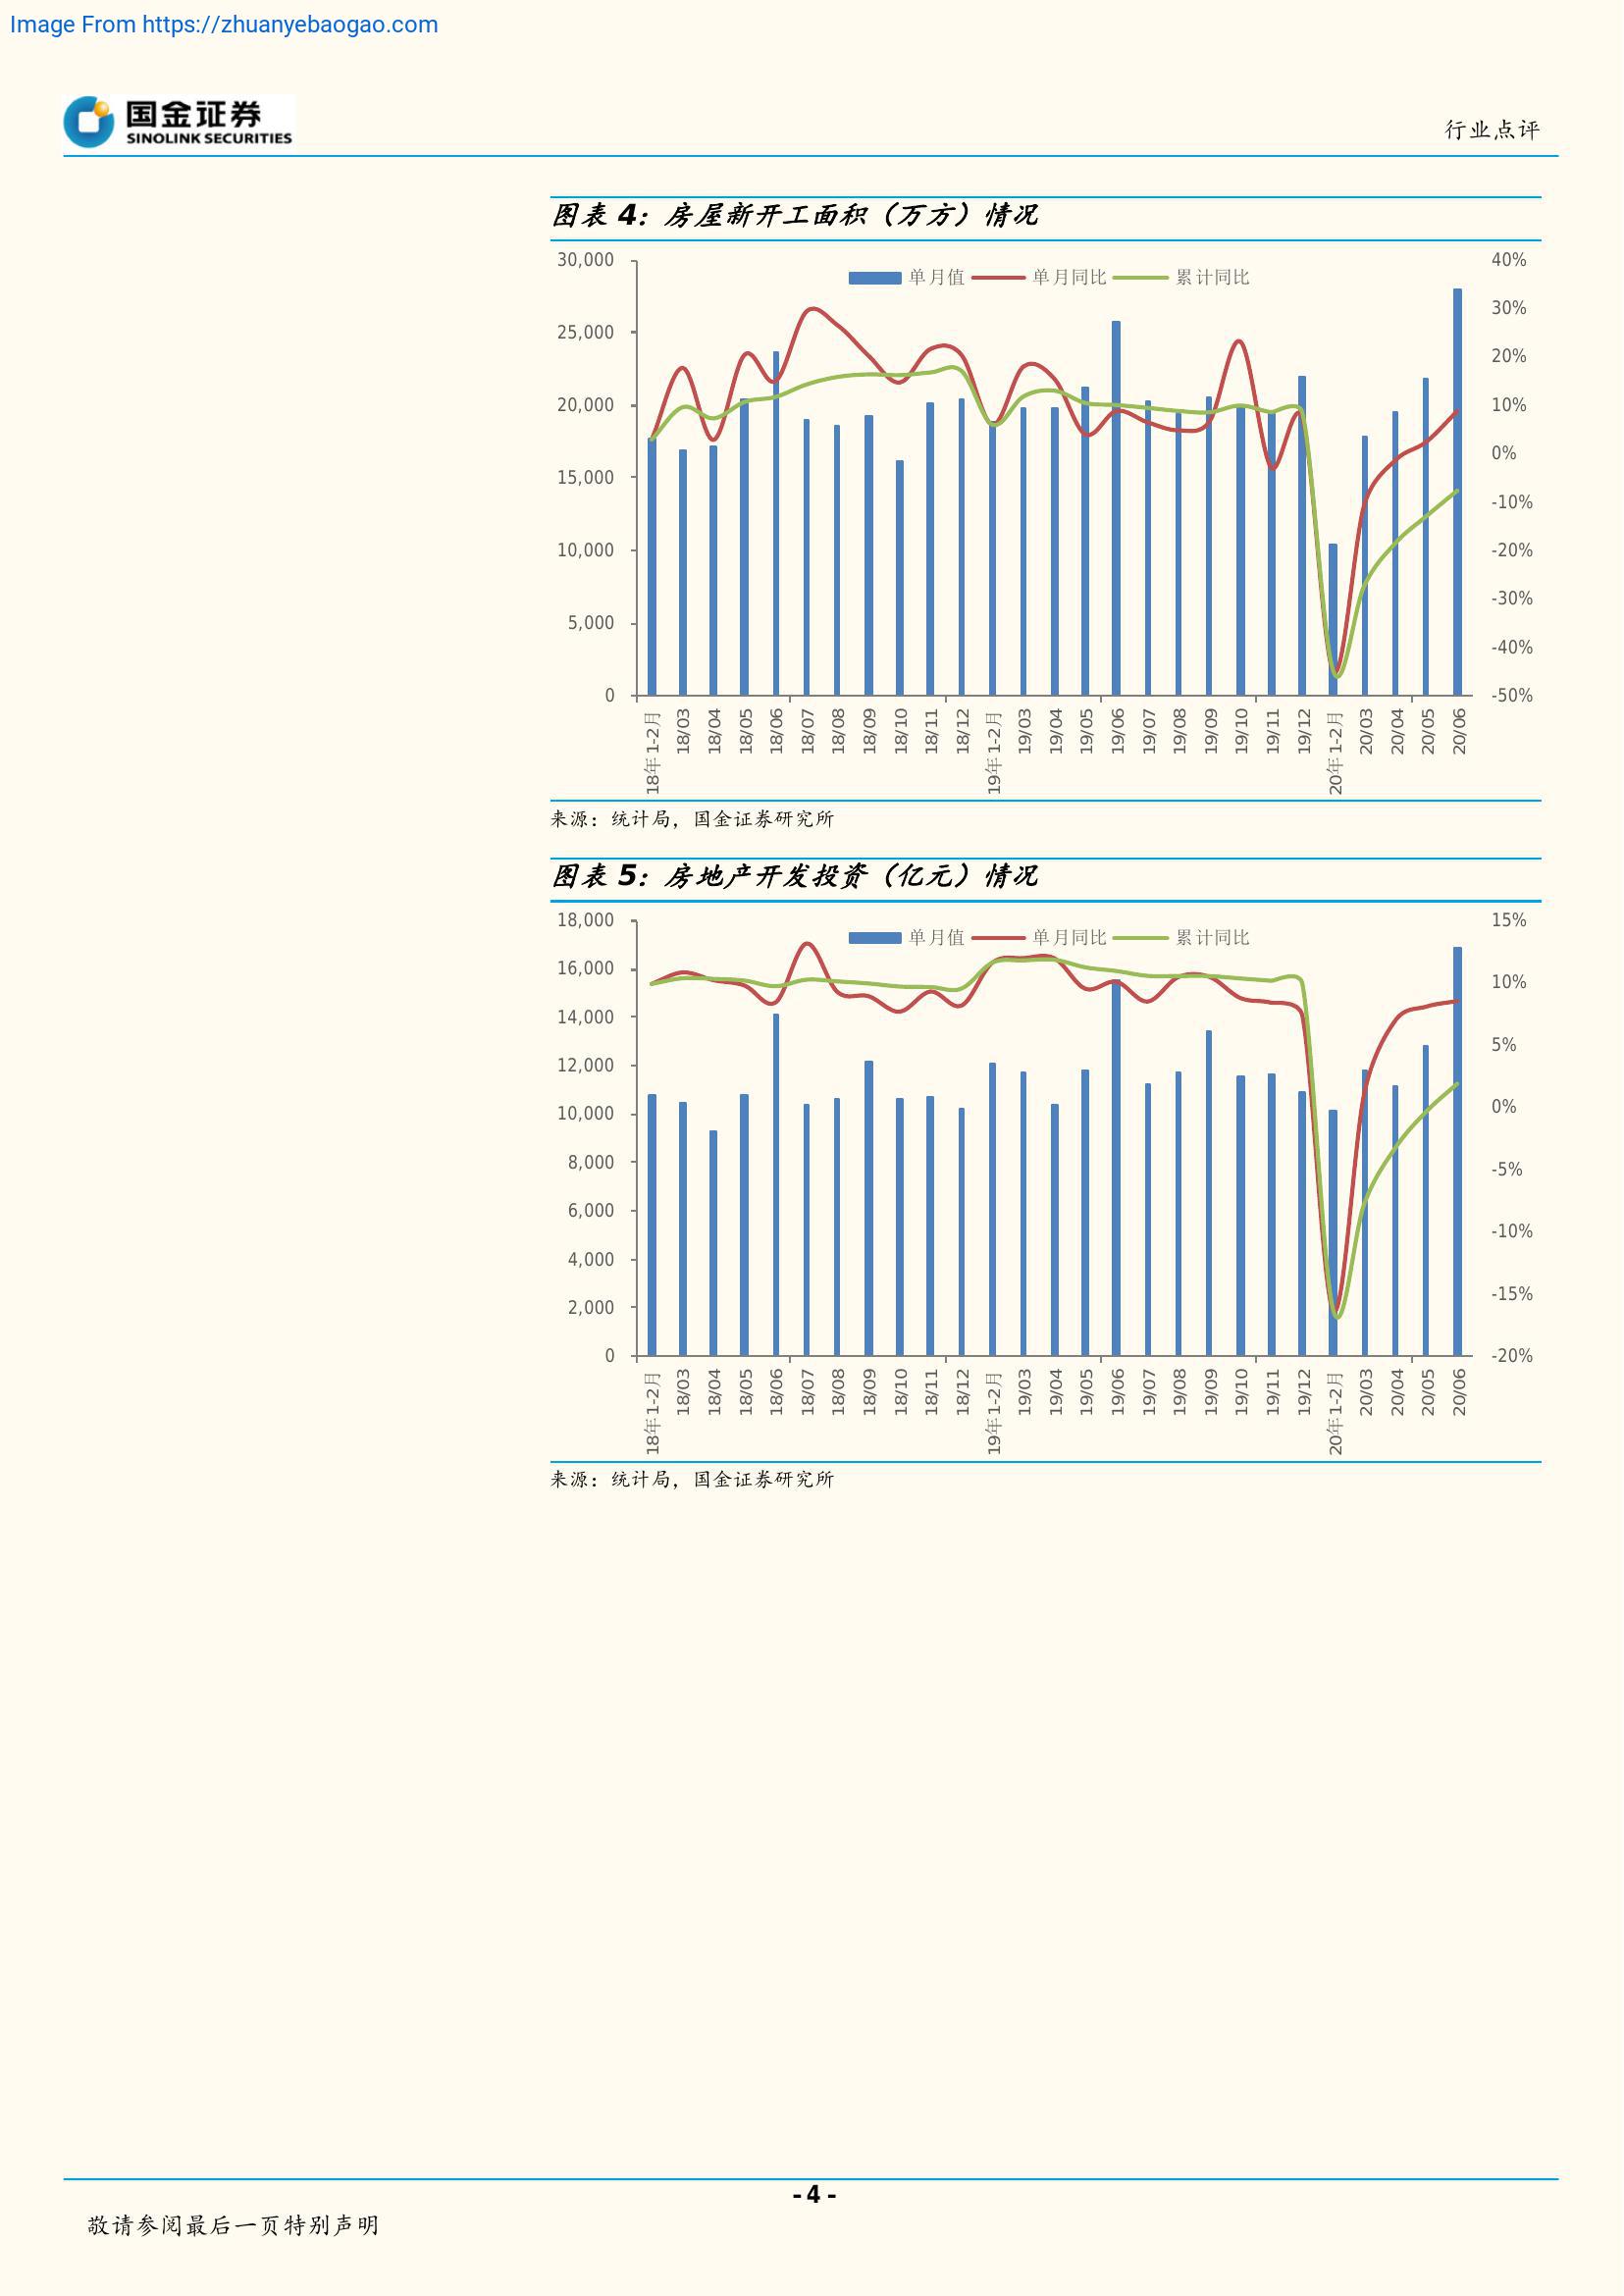 Image From https://zhuanyebaogao.com
国金证券
SINOLINK SECURITIES
行业点评
图表 4：房屋新开工面积（万方）情况
单月值 单月同比 累计同比
30,000
25,000
20,000
15,000
10,000
5,000
0
40%
30%
20%
10%
0%
-10%
-20%
-30%
-40%
-50%
18年1-2月 18/03 18/04 18/05 18/06 18/07 18/08 18/09 18/10 18/11 18/12 19年1-2月 19/03 19/04 19/05 19/06 19/07 19/08 19/09 19/10 19/11 19/12 20年1-2月 20/03 20/04 20/05 20/06
来源：统计局，国金证券研究所
图表 5：房地产开发投资（亿元）情况
单月值 单月同比 累计同比
18,000
16,000
14,000
12,000
10,000
8,000
6,000
4,000
2,000
0
15%
10%
5%
0%
-5%
-10%
-15%
-20%
18年1-2月 18/03 18/04 18/05 18/06 18/07 18/08 18/09 18/10 18/11 18/12 19年1-2月 19/03 19/04 19/05 19/06 19/07 19/08 19/09 19/10 19/11 19/12 20年1-2月 20/03 20/04 20/05 20/06
来源：统计局，国金证券研究所
- 4 -
敬请参阅最后一页特别声明